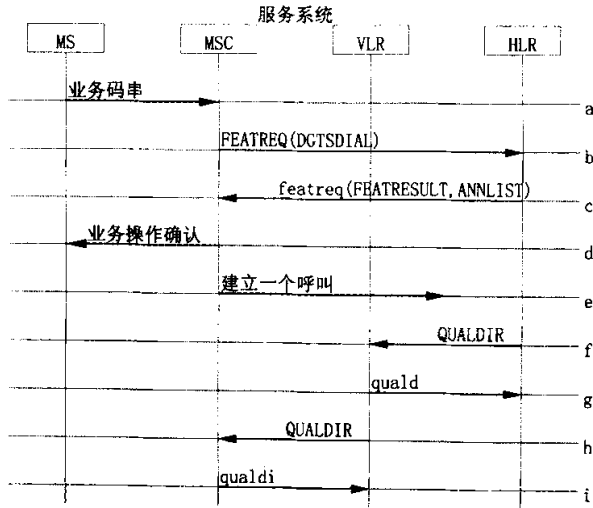 服务系统
MS MSC VLR HLR
业务码串
a
FEATREQ(DGTSDIAL)
b
featreq(FEATRESULT, ANNLIST)
c
业务操作确认
d
建立一个呼叫
e
QUALDIR
f
quald
g
QUALDIR
h
qualdi
i